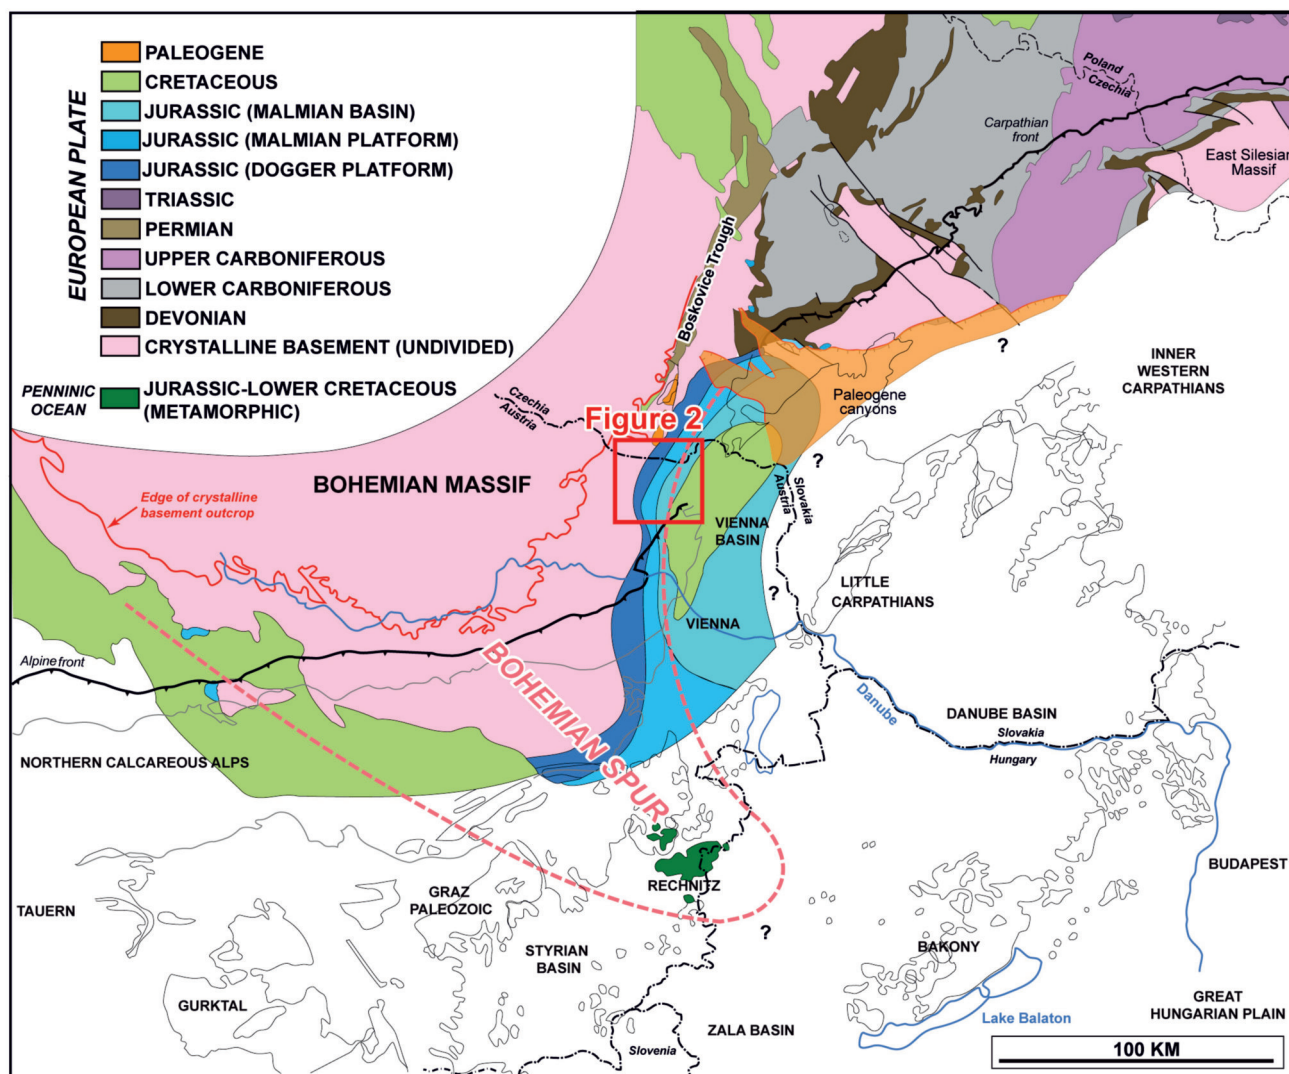 EUROPEAN PLATE
PALEOGENE
CRETACEOUS
JURASSIC (MALMIAN BASIN)
JURASSIC (MALMIAN PLATFORM)
JURASSIC (DOGGER PLATFORM)
TRIASSIC
PERMIAN
UPPER CARBONIFEROUS
LOWER CARBONIFEROUS
DEVONIAN
CRYSTALLINE BASEMENT (UNDIVIDED)
PENNINIC
OCEAN
JURASSIC-LOWER CRETACEOUS
(METAMORPHIC)
Poland
Czechia
Carpathian
front
East Silesian
Massif
Boskovice Trough
?
INNER
WESTERN
CARPATHIANS
Paleogene
canyons
Czechia
Austria
Figure 2
?
BOHEMIAN MASSIF
Edge of crystalline
basement outcrop
Slovakia
Austria
VIENNA
BASIN
?
LITTLE
CARPATHIANS
VIENNA
Alpine front
BOHEMIAN SPUR
Danube
DANUBE BASIN
Slovakia
Hungary
NORTHERN CALCAREOUS ALPS
RECHNITZ
BUDAPEST
TAUERN
GRAZ
PALEOZOIC
?
STYRIAN
BASIN
BAKONY
GURKTAL
Lake Balaton
GREAT
HUNGARIAN PLAIN
ZALA BASIN
Slovenia
100 KM